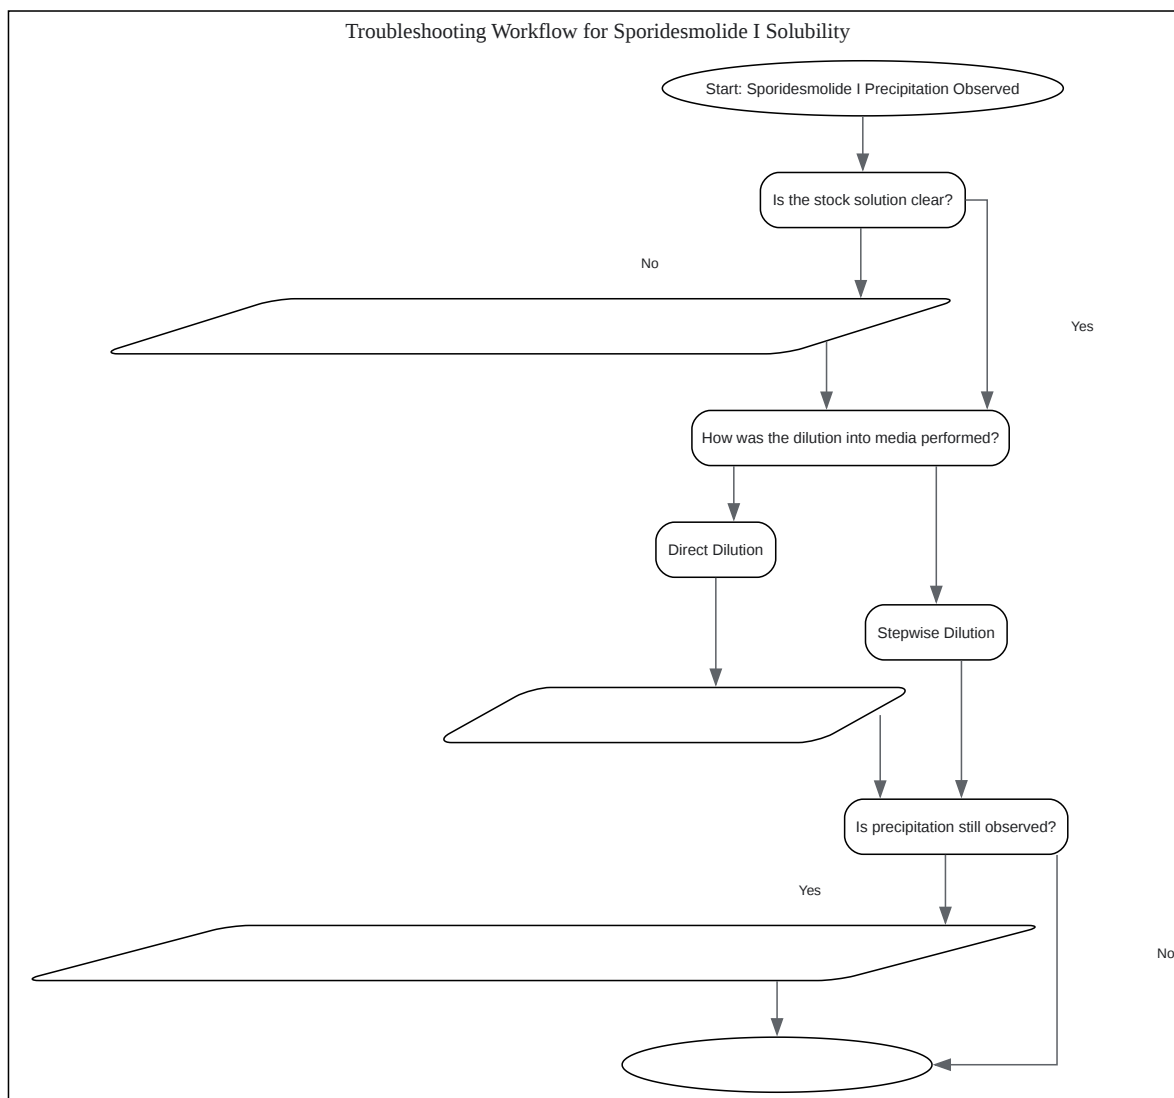 Troubleshooting Workflow for Sporidesmolide I Solubility
Start: Sporidesmolide I Precipitation Observed
Is the stock solution clear?
No
Yes
How was the dilution into media performed?
Direct Dilution
Stepwise Dilution
Is precipitation still observed?
Yes
No